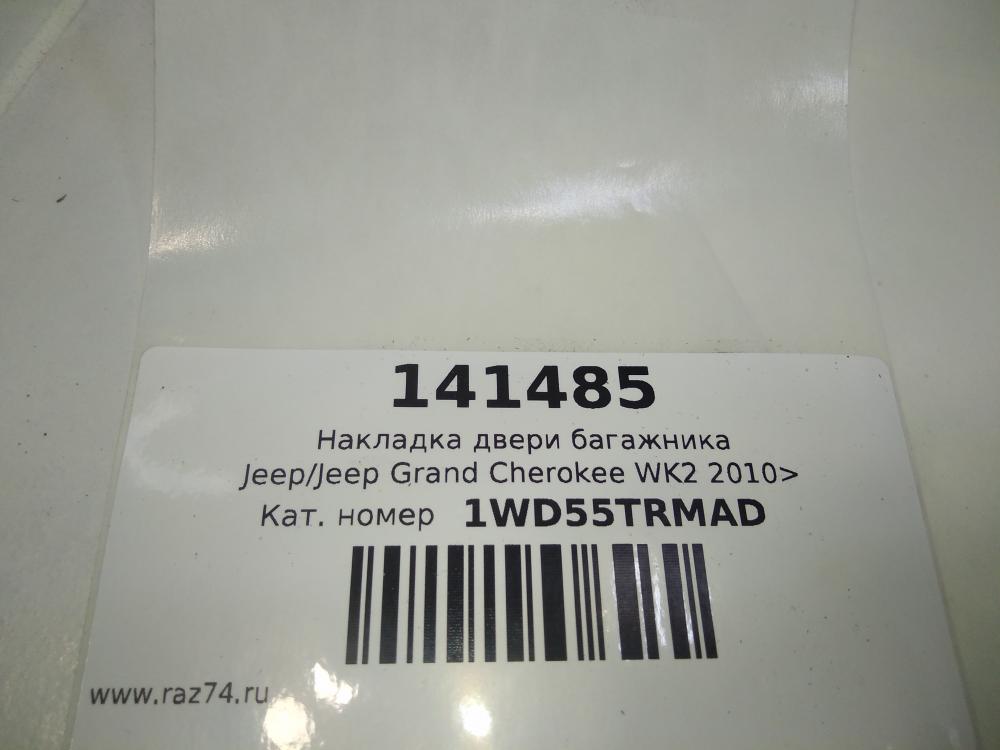 141485
Накладка двери багажника
Jeep/Jeep Grand Cherokee WK2 2010>
Кат. номер 1WD55TRMAD
www.raz74.ru